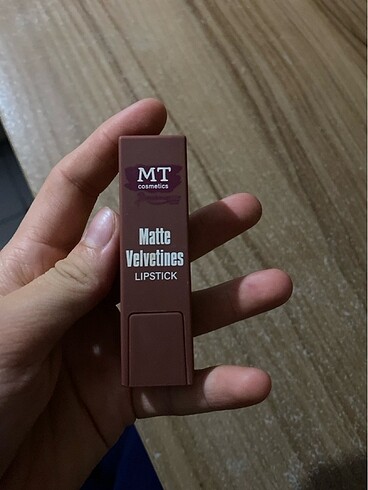 MT
cosmetics
Matte
Velvetines
LIPSTICK